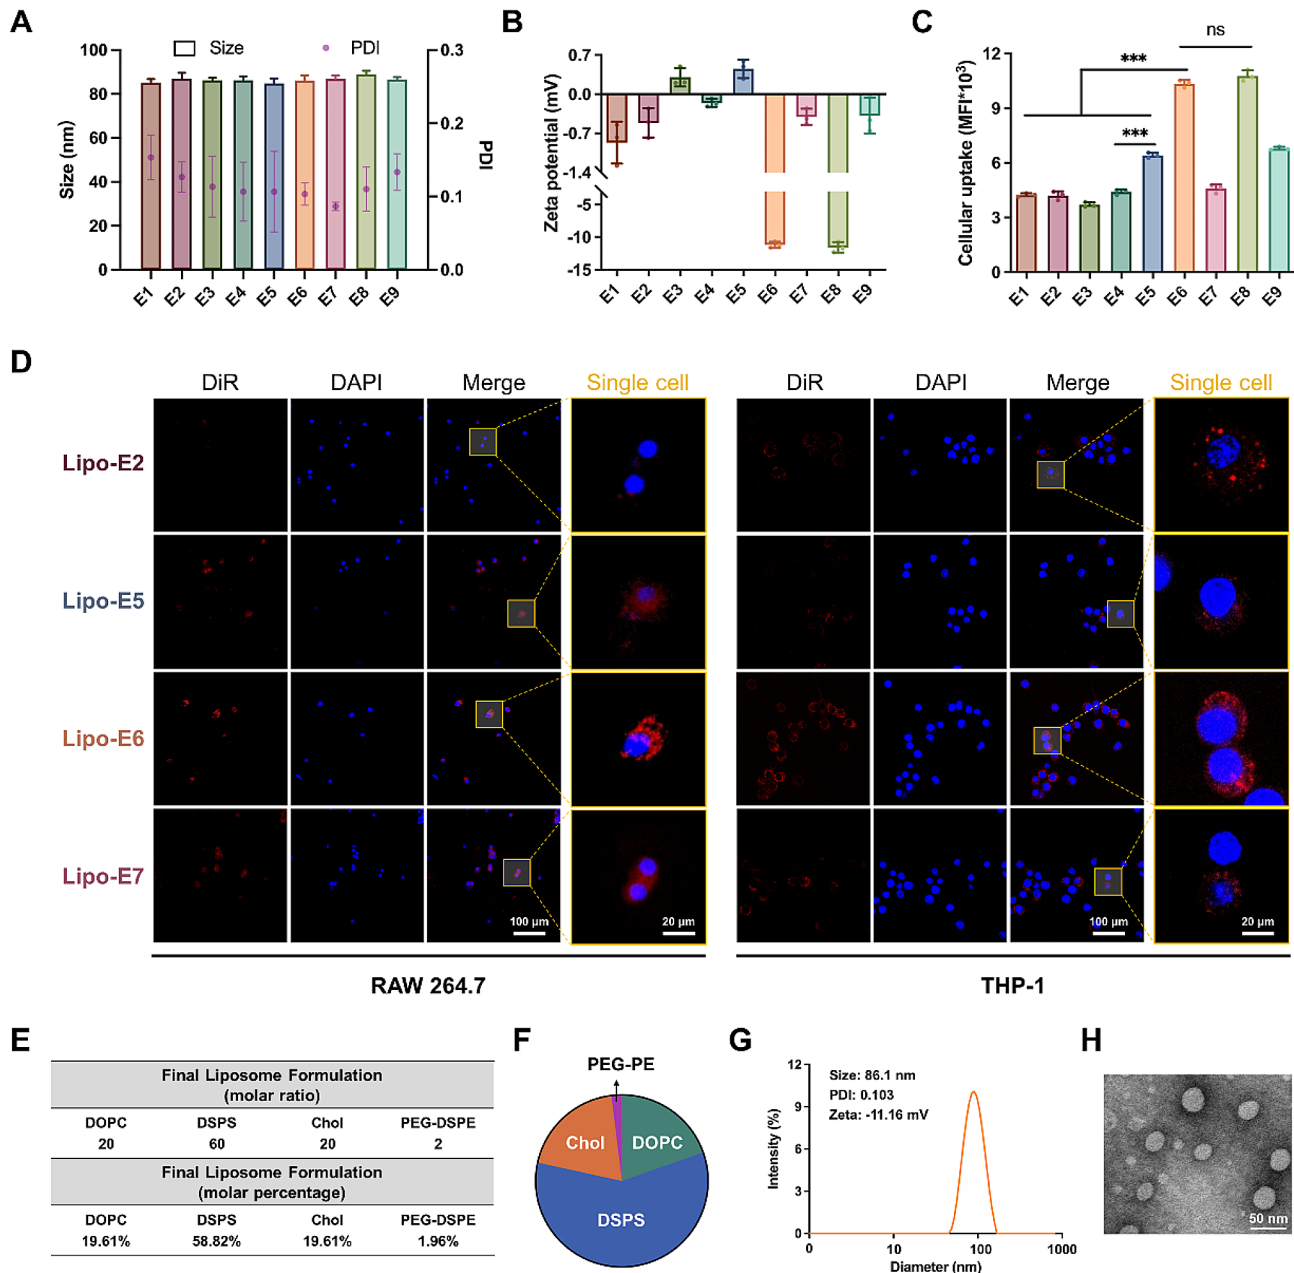 A
Size
PDI
100
80
60
40
20
0
Size (nm)
0.3
0.2
0.1
0.0
PDI
E1 E2 E3 E4 E5 E6 E7 E8 E9
B
0.7
0.0
-0.7
-1.4
-5
-10
-15
Zeta potential (mV)
E1 E2 E3 E4 E5 E6 E7 E8 E9
C
12
9
6
3
0
Cellular uptake (MFI*10³)
***
***
ns
E1 E2 E3 E4 E5 E6 E7 E8 E9
D
DiR DAPI Merge Single cell DiR DAPI Merge Single cell
Lipo-E2
Lipo-E5
Lipo-E6
Lipo-E7
100 µm 20 µm 100 µm 20 µm
RAW 264.7 THP-1
E
Final Liposome Formulation
(molar ratio)
DOPC DSPS Chol PEG-DSPE
20 60 20 2
Final Liposome Formulation
(molar percentage)
DOPC DSPS Chol PEG-DSPE
19.61% 58.82% 19.61% 1.96%
F
PEG-PE
Chol DOPC
DSPS
G
Size: 86.1 nm
PDI: 0.103
Zeta: -11.16 mV
12
9
6
3
0
Intensity (%)
0 10 100 1000
Diameter (nm)
H
50 nm